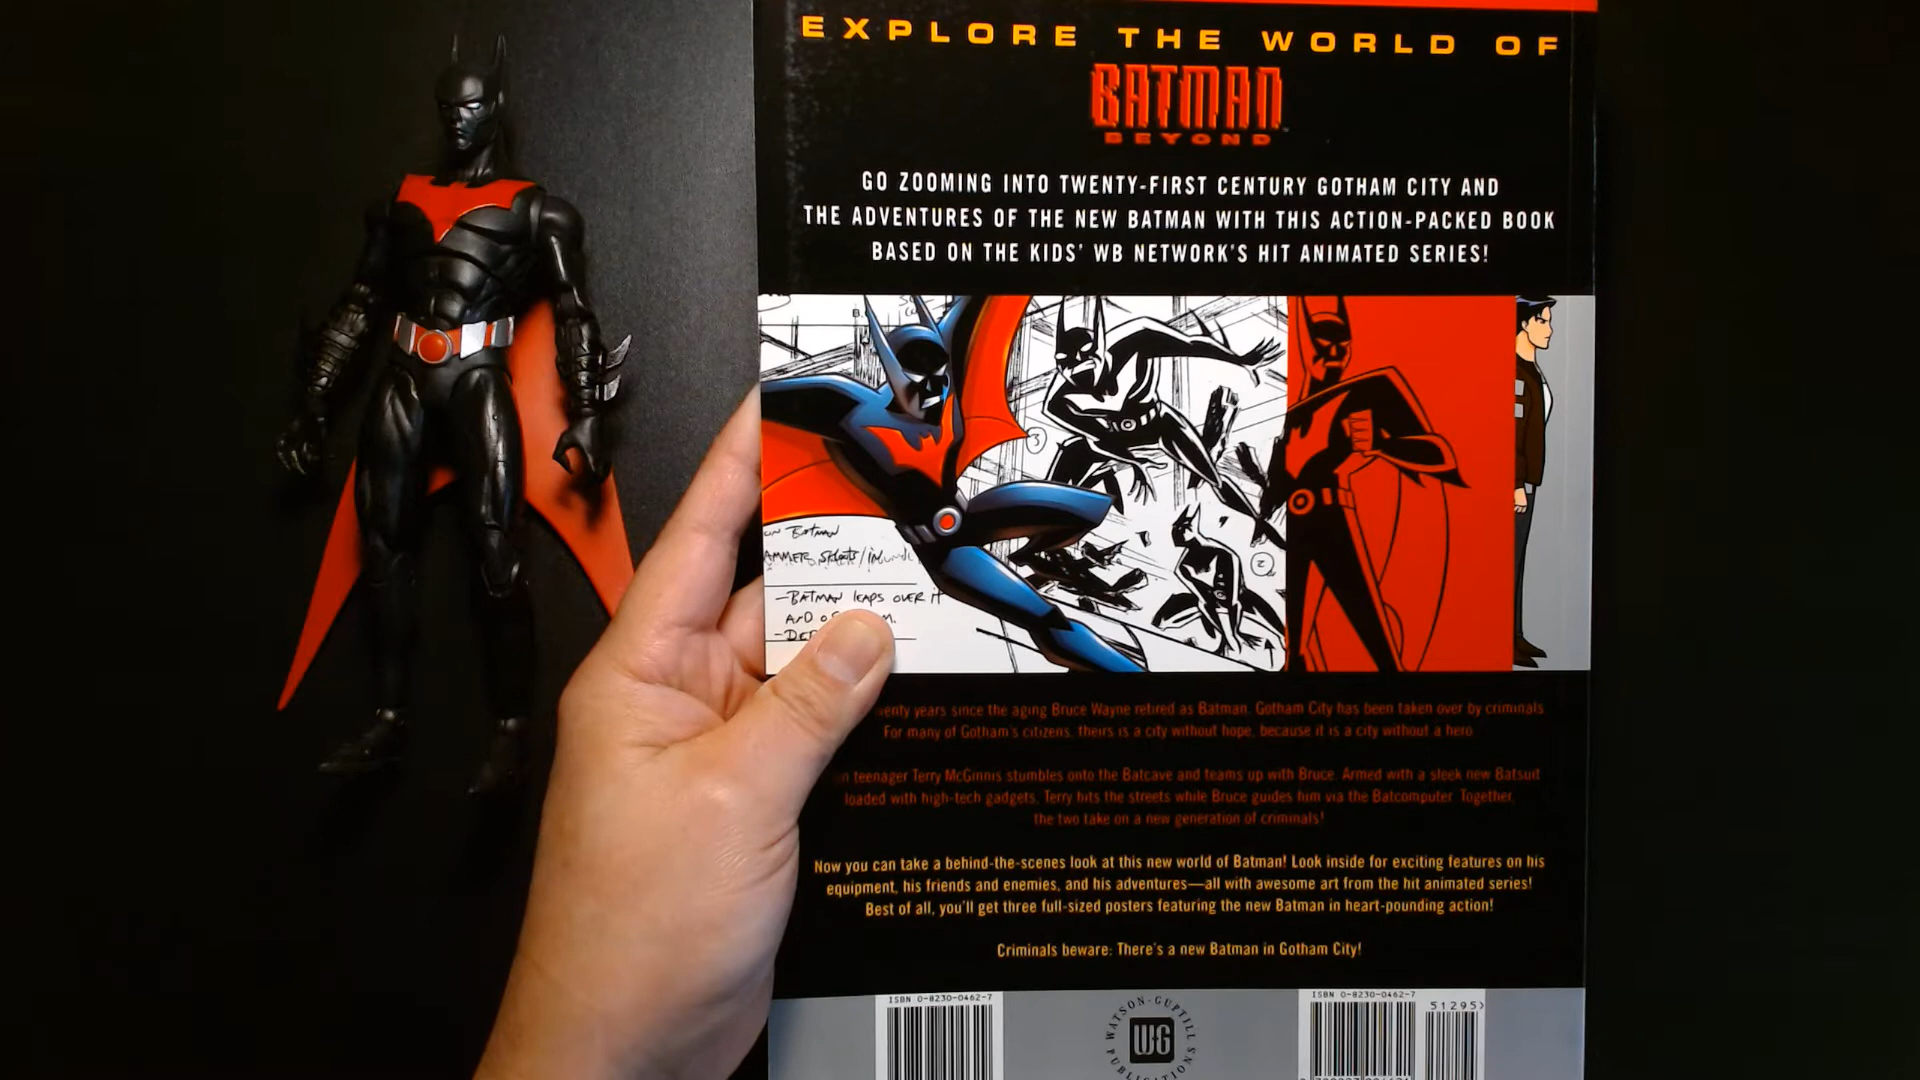 EXPLORE THE WORLD OF
BATMAN
BEYOND
GO ZOOMING INTO TWENTY-FIRST CENTURY GOTHAM CITY AND
THE ADVENTURES OF THE NEW BATMAN WITH THIS ACTION-PACKED BOOK
BASED ON THE KIDS' WB NETWORK'S HIT ANIMATED SERIES!
3
BATMAN
2
-BATMAN LEAPS OVER IT
AND
years since the aging Bruce Wayne retired as Batman. Gotham City has been taken over by criminals
For many of Gotham's citizens, theirs is a city without hope, because it is a city without a hero
teenager Terry McGinnis stumbles onto the Batcave and teams up with Bruce. Armed with a sleek new Batsuit
loaded with high-tech gadgets, Terry hits the streets while Bruce guides him via the Batcomputer. Together,
the two take on a new generation of criminals!
Now you can take a behind-the-scenes look at this new world of Batman! Look inside for exciting features on his
equipment, his friends and enemies, and his adventures—all with awesome art from the hit animated series!
Best of all, you'll get three full-sized posters featuring the new Batman in heart-pounding action!
Criminals beware: There's a new Batman in Gotham City!
ISBN 0-8230-0462-7
WATSON-GUPTILL PUBLICATIONS
WG
ISBN 0-8230-0462-7
51295>